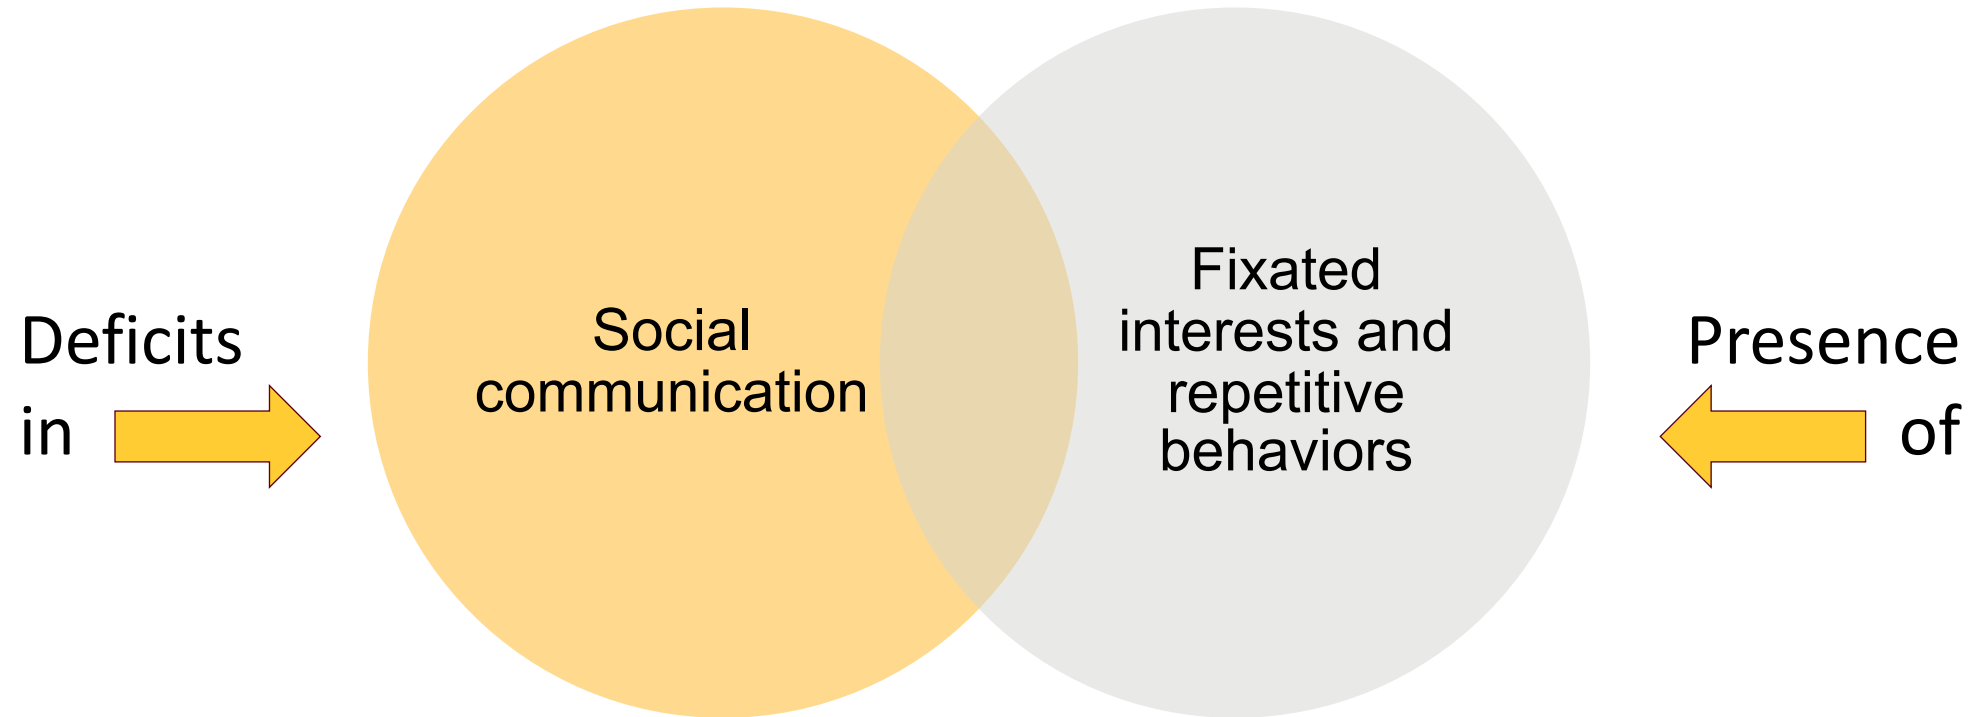 Deficits
in
Social
communication
Fixated
interests and
repetitive
behaviors
Presence
of